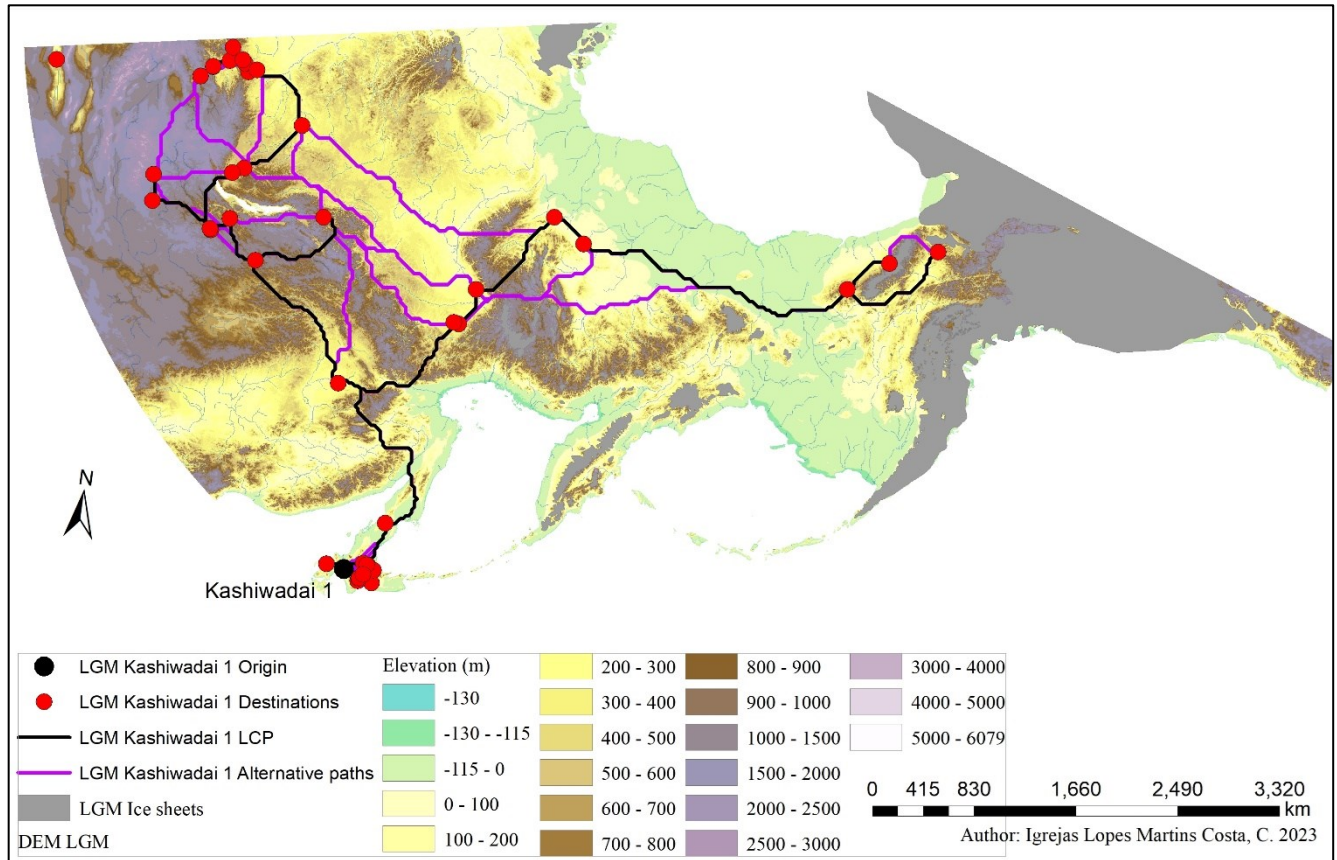 N
Kashiwadai 1
LGM Kashiwadai 1 Origin
LGM Kashiwadai 1 Destinations
LGM Kashiwadai 1 LCP
LGM Kashiwadai 1 Alternative paths
LGM Ice sheets
DEM LGM
Elevation (m)
-130
-130 - -115
-115 - 0
0 - 100
100 - 200
200 - 300
300 - 400
400 - 500
500 - 600
600 - 700
700 - 800
800 - 900
900 - 1000
1000 - 1500
1500 - 2000
2000 - 2500
2500 - 3000
3000 - 4000
4000 - 5000
5000 - 6079
0 415 830 1,660 2,490 3,320
km
Author: Igrejas Lopes Martins Costa, C. 2023